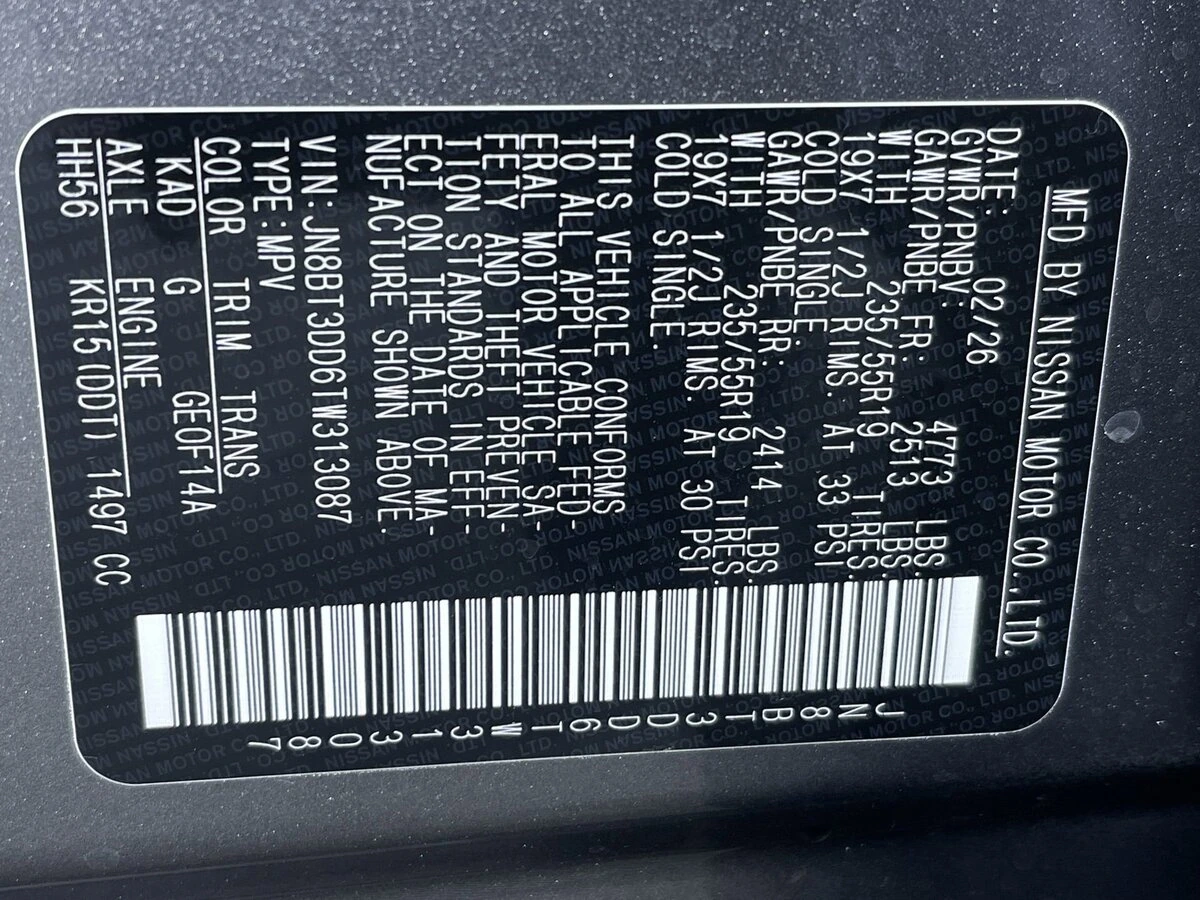 MFD BY NISSAN MOTOR CO.,LTD.
DATE: 02/26
GVWR/PNBV: 4773 LBS.
GAWR/PNBE FR: 2513 LBS.
WITH 235/55R19 TIRES.
19X7 1/2J RIMS. AT 33 PSI
COLD SINGLE.
GAWR/PNBE RR: 2414 LBS.
WITH 235/55R19 TIRES.
19X7 1/2J RIMS. AT 30 PSI
COLD SINGLE.
THIS VEHICLE CONFORMS
TO ALL APPLICABLE FED-
ERAL MOTOR VEHICLE SA-
FETY AND THEFT PREVEN-
TION STANDARDS IN EFF-
ECT ON THE DATE OF MA-
NUFACTURE SHOWN ABOVE.
VIN:JN8BT3DD6TW313087
TYPE:MPV
COLOR TRIM TRANS
KAD G GE0F14A
AXLE ENGINE
HH56 KR15(DDT) 1497 CC
JN8BT3DD6TW313087